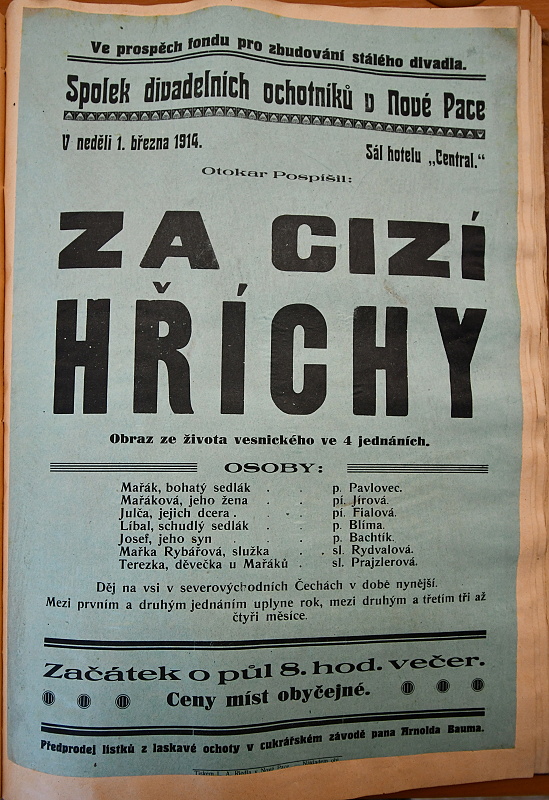 Ve prospěch fondu pro zbudování stálého divadla.
Spolek divadelních ochotníků v Nové Pace
V neděli 1. března 1914.
Sál hotelu „Central.“
Otokar Pospíšil:
ZA CIZÍ
HŘÍCHY
Obraz ze života vesnického ve 4 jednáních.
OSOBY:
Mařák, bohatý sedlák . . p. Pavlovec.
Mařáková, jeho žena . . pí. Jírová.
Julča, jejich dcera . . . pí. Fialová.
Líbal, schudlý sedlák . . p. Blíma.
Josef, jeho syn . . . p. Bachtík.
Mařka Rybářová, služka . . sl. Rydvalová.
Terezka, děvečka u Mařáků . sl. Prajzlerová.
Děj na vsi v severovýchodních Čechách v době nynější.
Mezi prvním a druhým jednáním uplyne rok, mezi druhým a třetím tři až
čtyři měsíce.
Začátek o půl 8. hod. večer.
Ceny míst obyčejné.
Předprodej lístků z laskavé ochoty v cukrářském závodě pana Arnolda Bauma.
Tiskem L. A. v Nové Pace